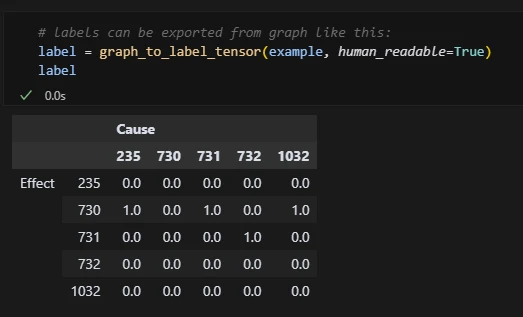 # labels can be exported from graph like this:
label = graph_to_label_tensor(example, human_readable=True)
label
0.0s
Cause
235 730 731 732 1032
Effect 235 0.0 0.0 0.0 0.0 0.0
730 1.0 0.0 1.0 0.0 1.0
731 0.0 0.0 0.0 1.0 0.0
732 0.0 0.0 0.0 0.0 0.0
1032 0.0 0.0 0.0 0.0 0.0